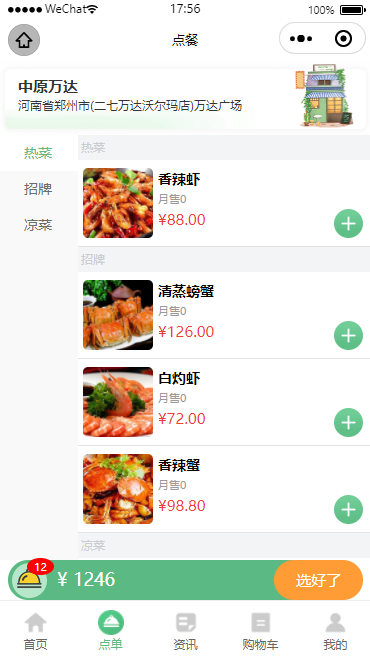 WeChat 17:56 100%
点餐
中原万达
河南省郑州市(二七万达沃尔玛店)万达广场
热菜
招牌
凉菜
热菜
香辣虾
月售0
¥88.00
招牌
清蒸螃蟹
月售0
¥126.00
白灼虾
月售0
¥72.00
香辣蟹
月售0
¥98.80
凉菜
12
¥ 1246
选好了
首页 点单 资讯 购物车 我的